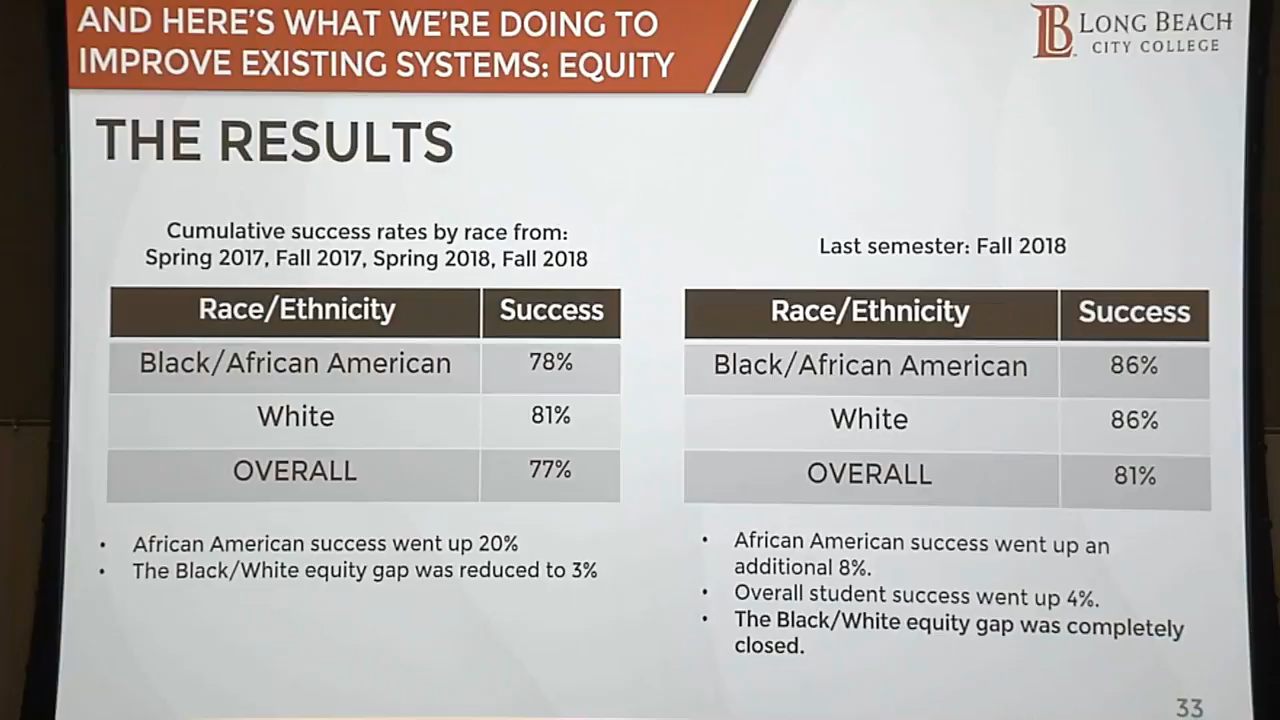 AND HERE'S WHAT WE'RE DOING TO
IMPROVE EXISTING SYSTEMS: EQUITY
LB LONG BEACH
CITY COLLEGE
THE RESULTS
Cumulative success rates by race from:
Spring 2017, Fall 2017, Spring 2018, Fall 2018
Race/Ethnicity Success
Black/African American 78%
White 81%
OVERALL 77%
• African American success went up 20%
• The Black/White equity gap was reduced to 3%
Last semester: Fall 2018
Race/Ethnicity Success
Black/African American 86%
White 86%
OVERALL 81%
• African American success went up an
additional 8%.
• Overall student success went up 4%.
• The Black/White equity gap was completely
closed.
33